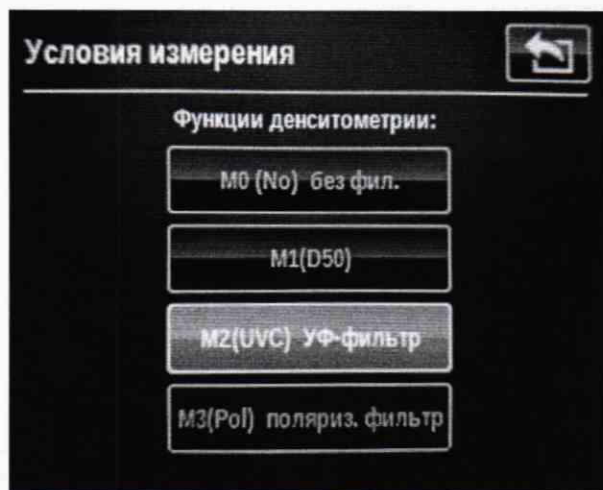 Условия измерения
Функции денситометрии:
M0 (No) без фил.
M1(D50)
M2(UVC) УФ-фильтр
M3(Pol) поляриз. фильтр